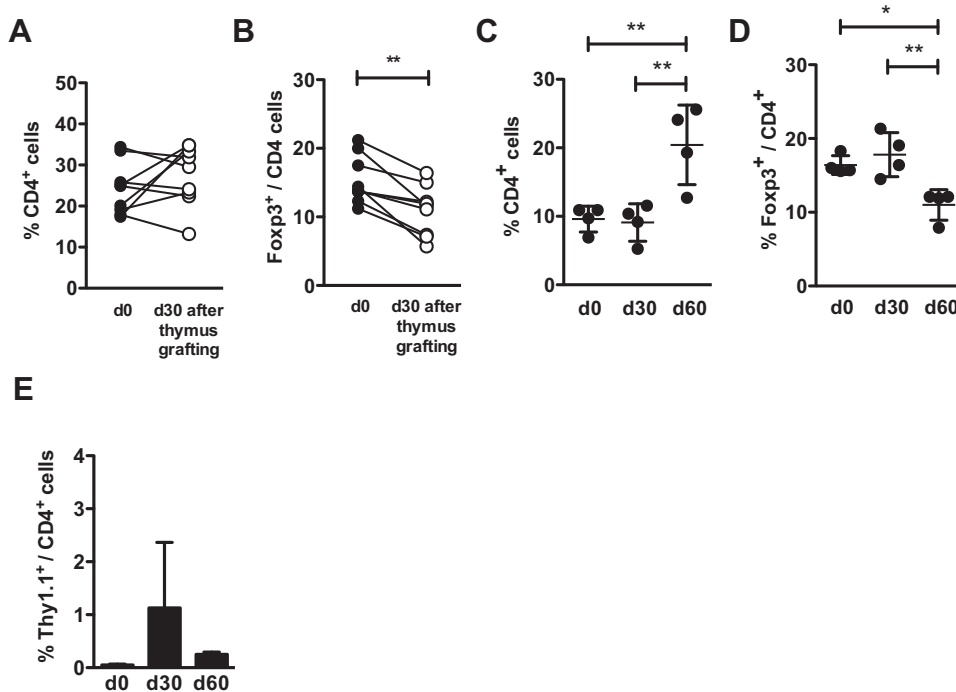 A
% CD4+ cells
50
40
30
20
10
0
d0
d30 after
thymus
grafting
B
Foxp3+ / CD4 cells
30
20
10
0
**
d0
d30 after
thymus
grafting
C
% CD4+ cells
30
20
10
0
**
**
d0 d30 d60
D
% Foxp3+ / CD4+
30
20
10
0
*
**
d0 d30 d60
E
% Thy1.1+ / CD4+ cells
4
3
2
1
0
d0 d30 d60